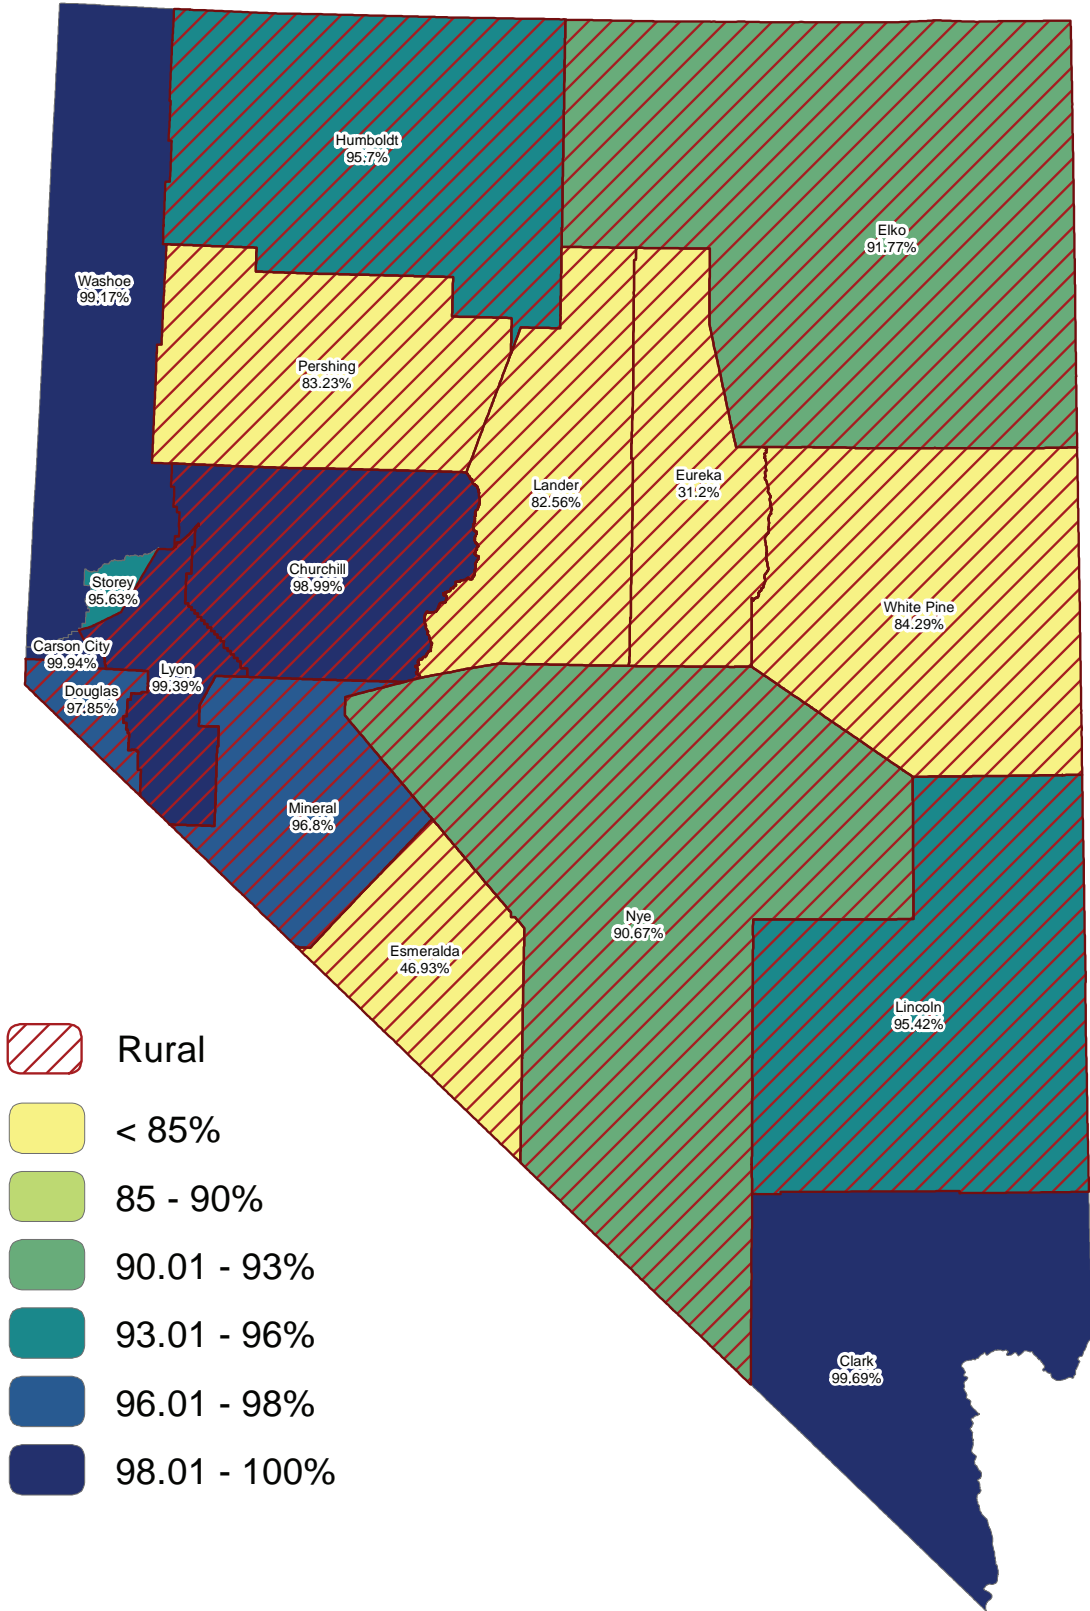 Humboldt
95.7%
Elko
91.77%
Washoe
99.17%
Pershing
83.23%
Lander
82.56%
Eureka
31.2%
Churchill
98.99%
Storey
95.63%
White Pine
84.29%
Carson City
99.94%
Lyon
99.39%
Douglas
97.85%
Mineral
96.8%
Nye
90.67%
Esmeralda
46.93%
Lincoln
95.42%
Clark
99.69%
Rural
< 85%
85 - 90%
90.01 - 93%
93.01 - 96%
96.01 - 98%
98.01 - 100%